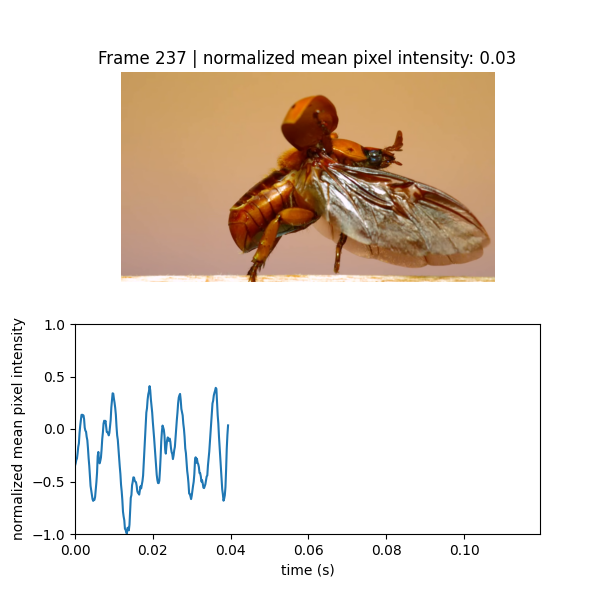 Frame 237 | normalized mean pixel intensity: 0.03
1.0
0.5
0.0
−0.5
−1.0
normalized mean pixel intensity
0.00 0.02 0.04 0.06 0.08 0.10
time (s)